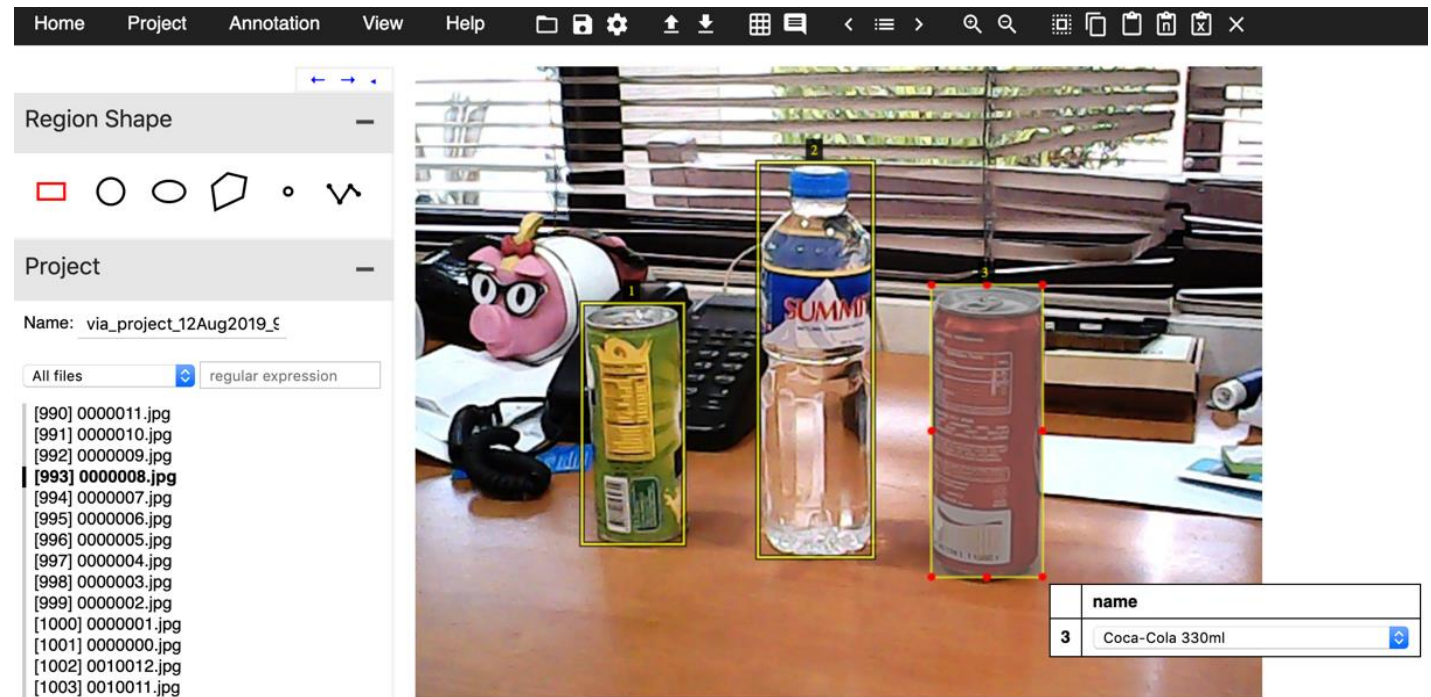 Home Project Annotation View Help
Region Shape
Project
Name: via_project_12Aug2019_9
All files regular expression
[990] 0000011.jpg
[991] 0000010.jpg
[992] 0000009.jpg
[993] 0000008.jpg
[994] 0000007.jpg
[995] 0000006.jpg
[996] 0000005.jpg
[997] 0000004.jpg
[998] 0000003.jpg
[999] 0000002.jpg
[1000] 0000001.jpg
[1001] 0000000.jpg
[1002] 0010012.jpg
[1003] 0010011.jpg
1
2
SUMMIT
3
name
3 Coca-Cola 330ml